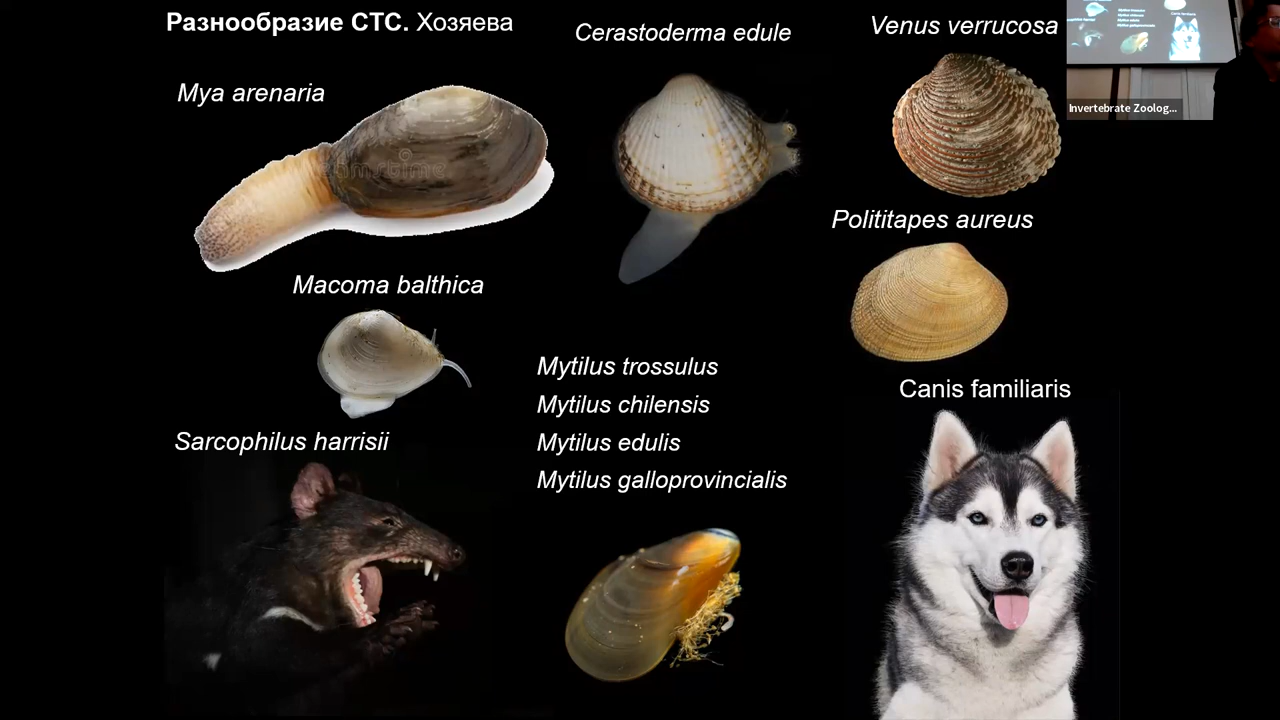 Разнообразие СТС. Хозяева
Cerastoderma edule
Venus verrucosa
Mya arenaria
Invertebrate Zoolog...
Polititapes aureus
Macoma balthica
Mytilus trossulus
Mytilus chilensis
Mytilus edulis
Mytilus galloprovincialis
Canis familiaris
Sarcophilus harrisii